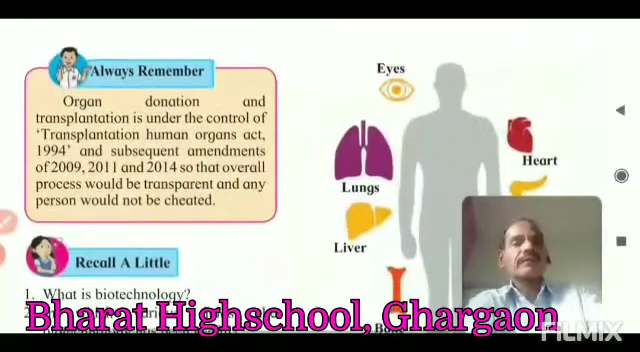 Always Remember
Organ donation and
transplantation is under the control of
‘Transplantation human organs act,
1994’ and subsequent amendments
of 2009, 2011 and 2014 so that overall
process would be transparent and any
person would not be cheated.
Recall A Little
1. What is biotechnology?
Eyes
Lungs
Heart
Liver
Bharat Highschool, Ghargaon
FILMIX